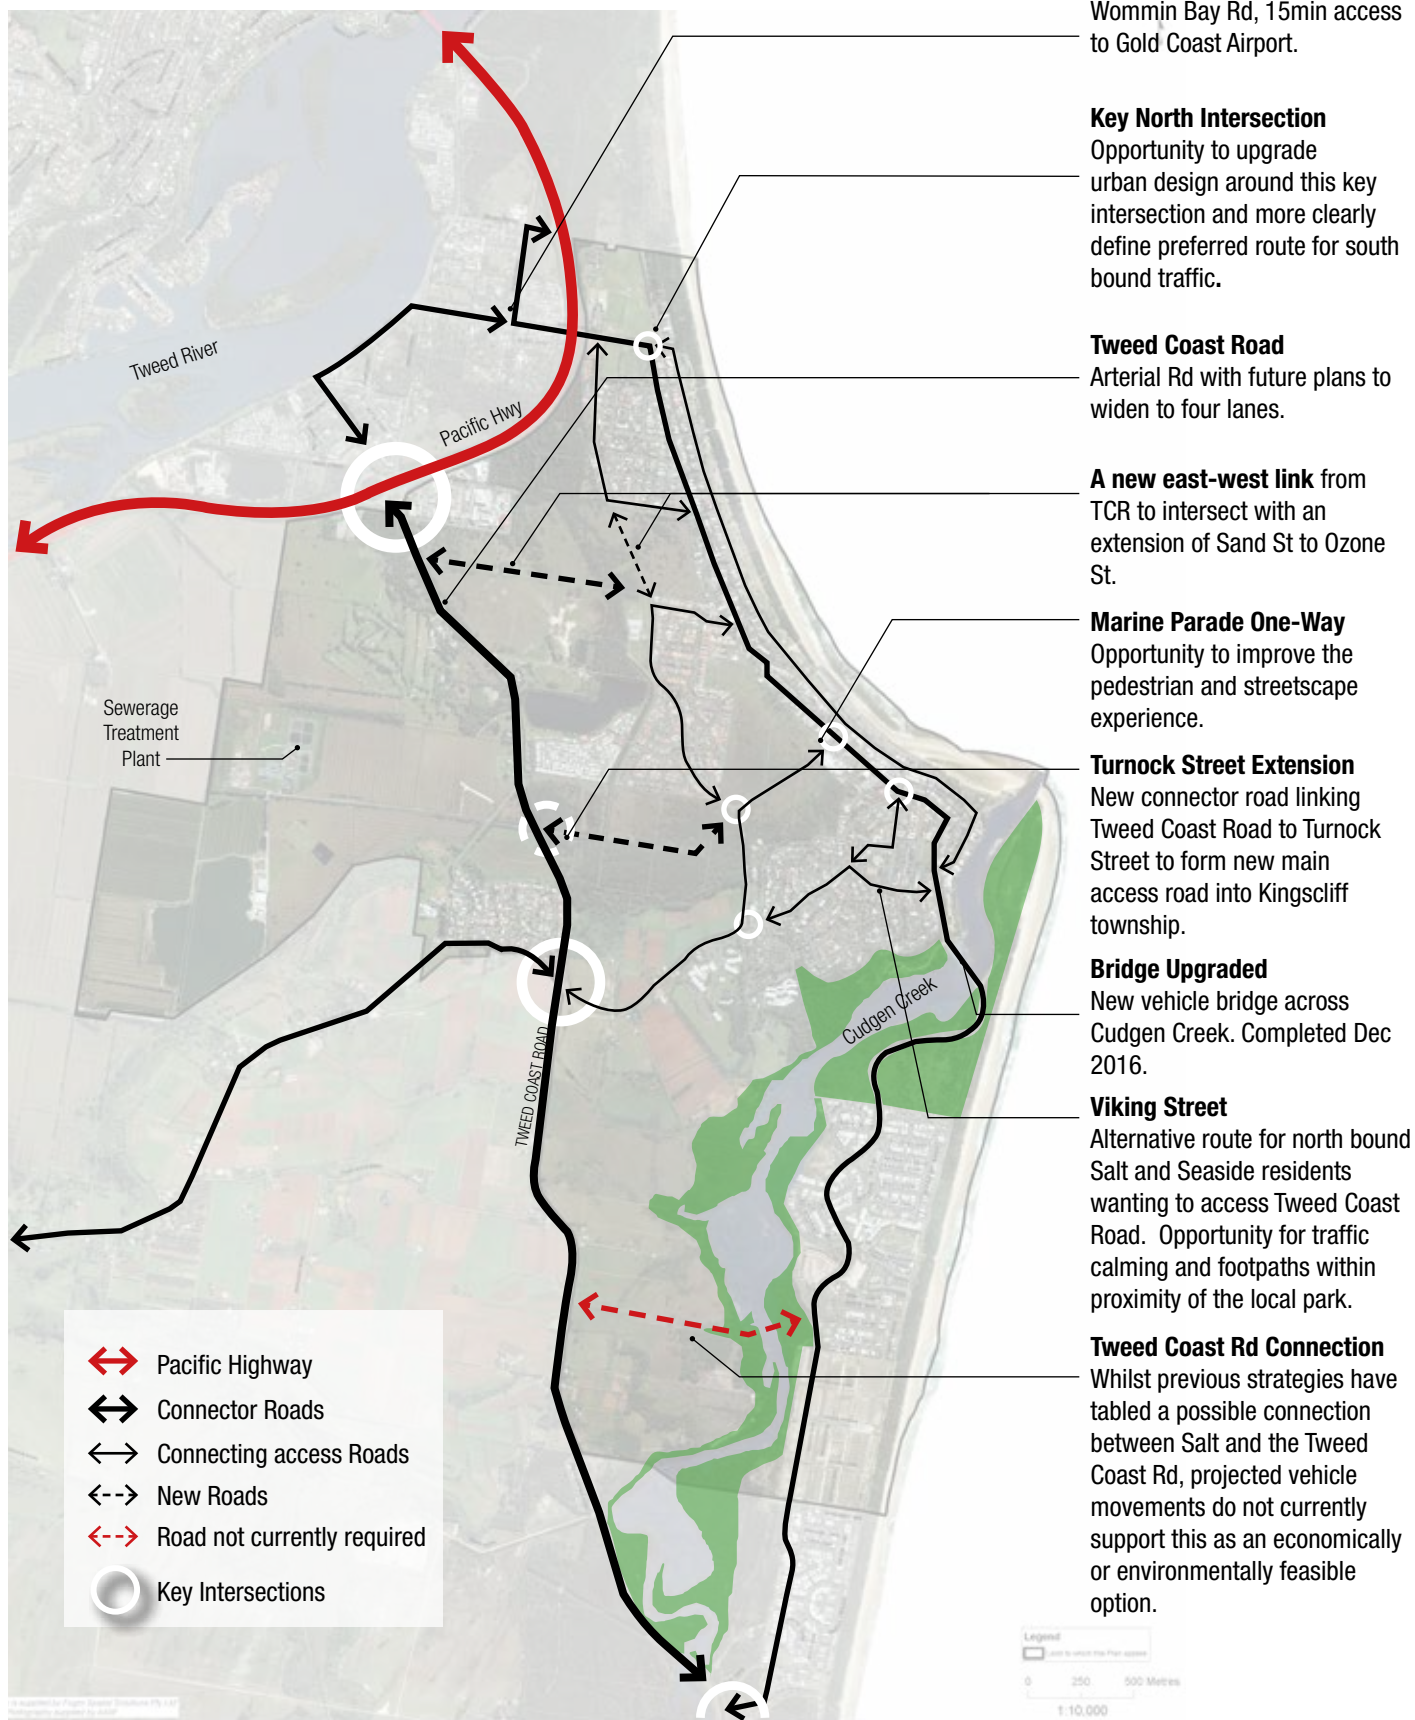 Wommin Bay Rd, 15min access
to Gold Coast Airport.
Key North Intersection
Opportunity to upgrade
urban design around this key
intersection and more clearly
define preferred route for south
bound traffic.
Tweed Coast Road
Arterial Rd with future plans to
widen to four lanes.
A new east-west link from
TCR to intersect with an
extension of Sand St to Ozone
St.
Marine Parade One-Way
Opportunity to improve the
pedestrian and streetscape
experience.
Turnock Street Extension
New connector road linking
Tweed Coast Road to Turnock
Street to form new main
access road into Kingscliff
township.
Bridge Upgraded
New vehicle bridge across
Cudgen Creek. Completed Dec
2016.
Viking Street
Alternative route for north bound
Salt and Seaside residents
wanting to access Tweed Coast
Road.  Opportunity for traffic
calming and footpaths within
proximity of the local park.
Tweed Coast Rd Connection
Whilst previous strategies have
tabled a possible connection
between Salt and the Tweed
Coast Rd, projected vehicle
movements do not currently
support this as an economically
or environmentally feasible
option.
Tweed River
Pacific Hwy
Sewerage
Treatment
Plant
Cudgen Creek
TWEED COAST ROAD
Pacific Highway
Connector Roads
Connecting access Roads
New Roads
Road not currently required
Key Intersections
Legend
Land to which this Plan applies
0 250 500 Metres
1:10,000